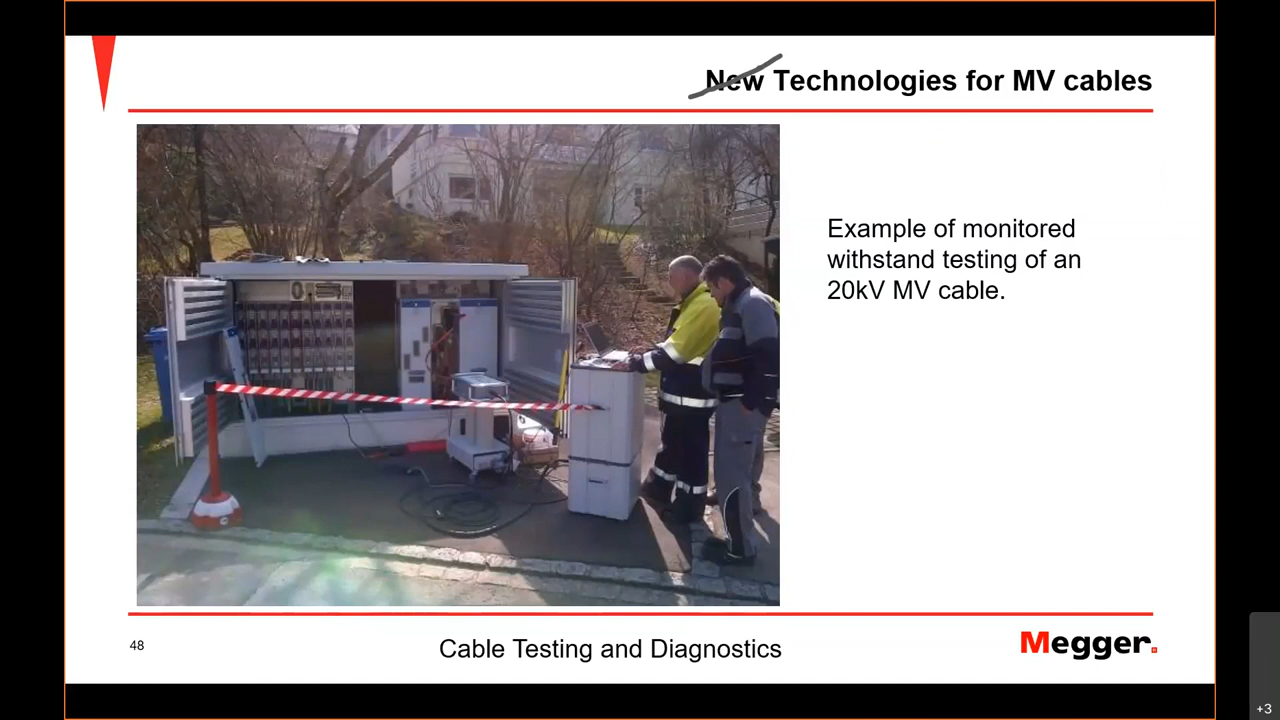 New Technologies for MV cables
Example of monitored
withstand testing of an
20kV MV cable.
48
Cable Testing and Diagnostics
Megger.
+3